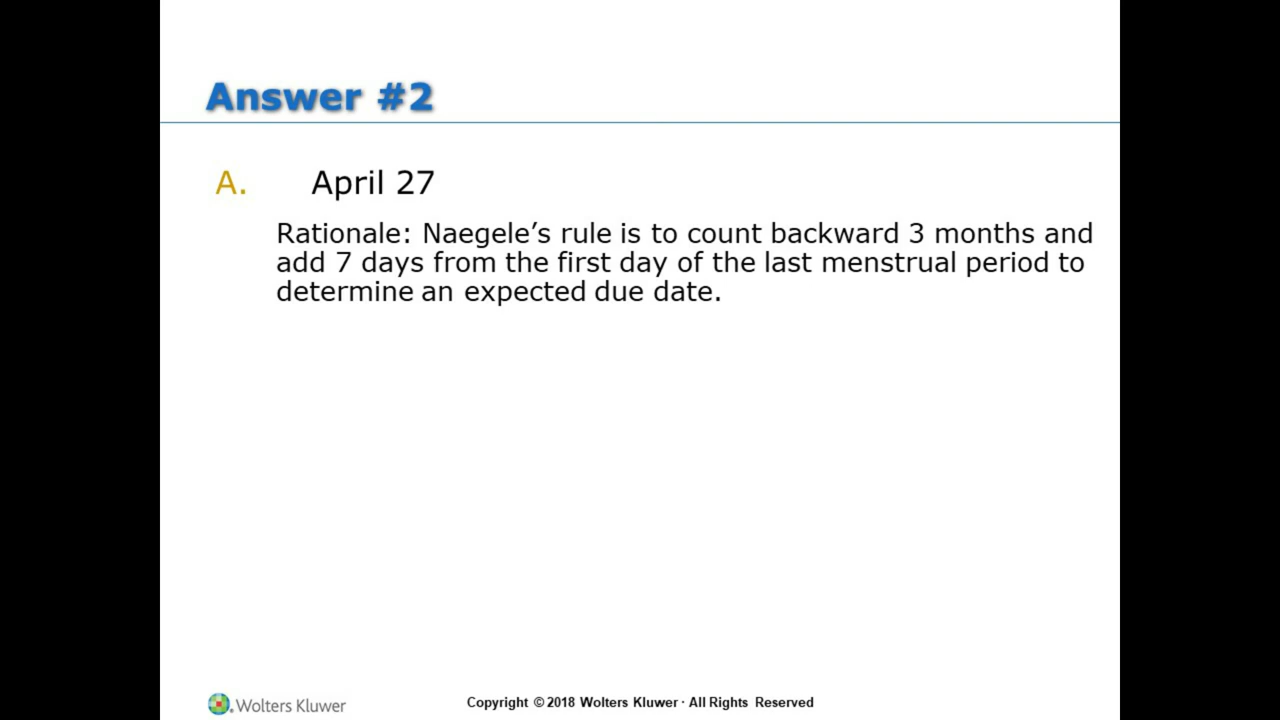 Answer #2
A. April 27
Rationale: Naegele’s rule is to count backward 3 months and
add 7 days from the first day of the last menstrual period to
determine an expected due date.
Wolters Kluwer
Copyright © 2018 Wolters Kluwer · All Rights Reserved